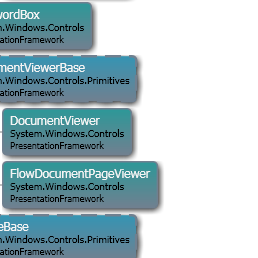 wordBox
n.Windows.Controls
ationFramework
mentViewerBase
n.Windows.Controls.Primitives
ationFramework
DocumentViewer
System.Windows.Controls
PresentationFramework
FlowDocumentPageViewer
System.Windows.Controls
PresentationFramework
eBase
n.Windows.Controls.Primitives
ationFramework